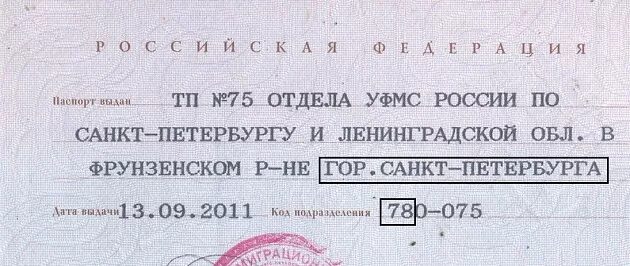 РОССИЙСКАЯ ФЕДЕРАЦИЯ
Паспорт выдан ТП №75 ОТДЕЛА УФМС РОССИИ ПО
САНКТ-ПЕТЕРБУРГУ И ЛЕНИНГРАДСКОЙ ОБЛ. В
ФРУНЗЕНСКОМ Р-НЕ ГОР.САНКТ-ПЕТЕРБУРГА
Дата выдачи 13.09.2011 Код подразделения 780-075